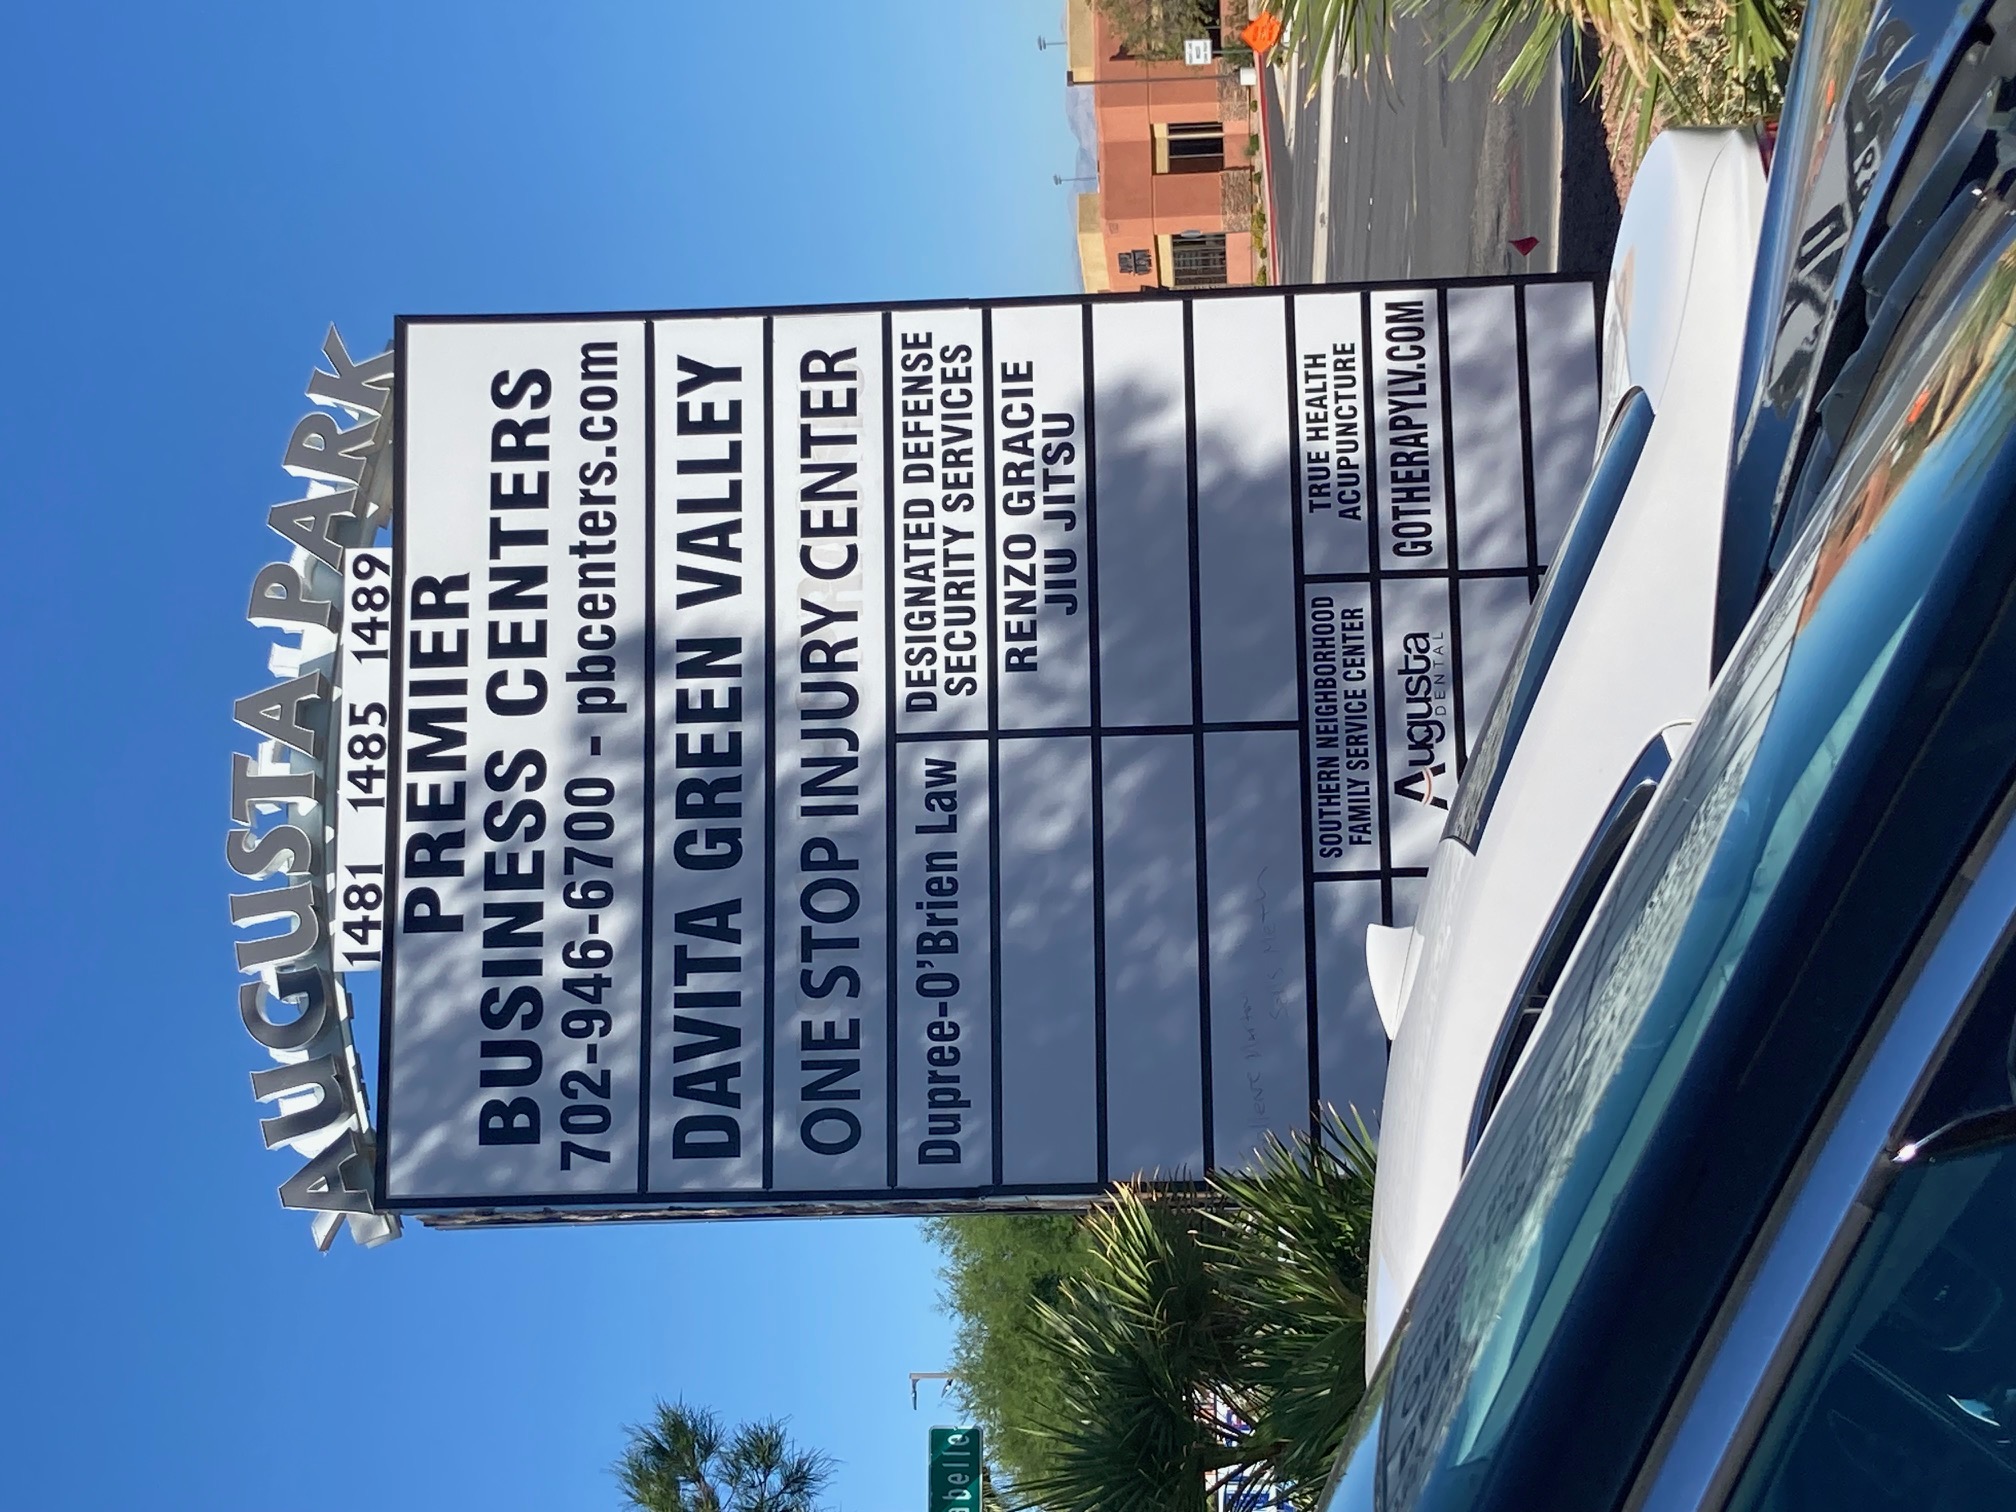 AUGUSTA PARK
1481 1485 1489
PREMIER
BUSINESS CENTERS
702-946-6700 - pbcenters.com
DAVITA GREEN VALLEY
ONE STOP INJURY CENTER
Dupree-O'Brien Law
DESIGNATED DEFENSE
SECURITY SERVICES
RENZO GRACIE
JIU JITSU
SOUTHERN NEIGHBORHOOD
FAMILY SERVICE CENTER
TRUE HEALTH
ACUPUNCTURE
Augusta
DENTAL
GOTHERAPYLV.COM